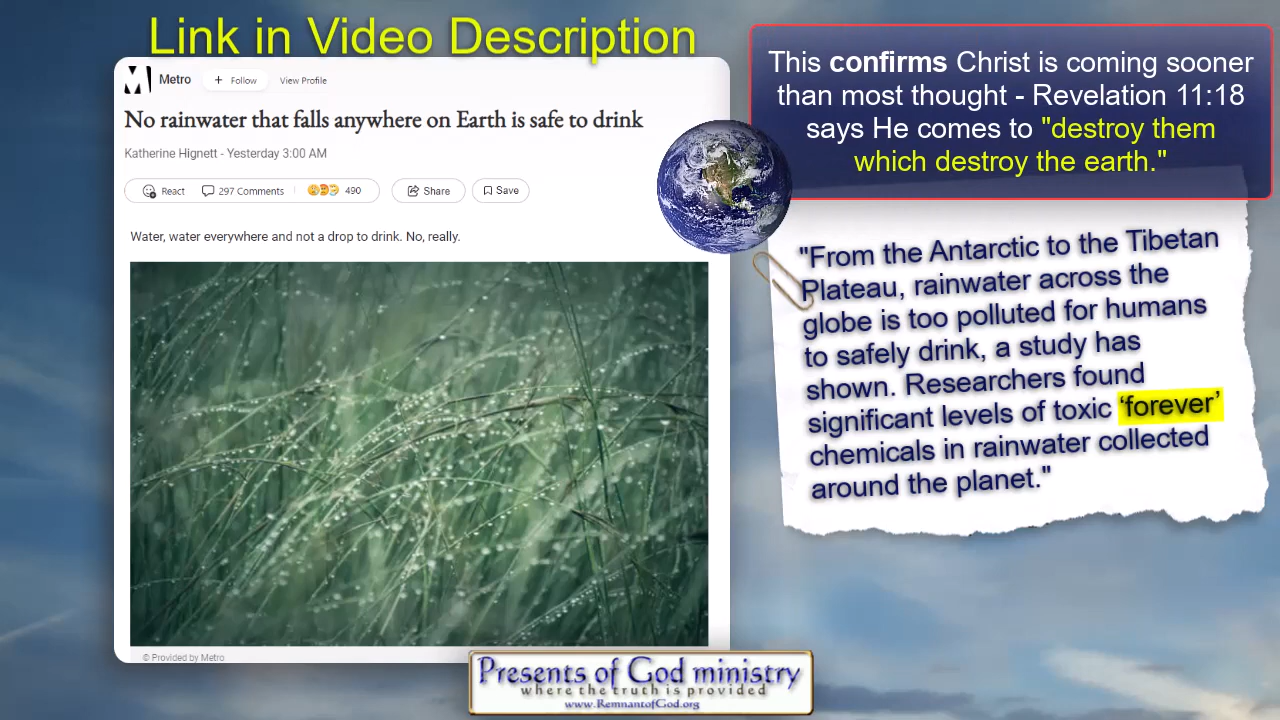 Link in Video Description
Metro
+ Follow
View Profile
No rainwater that falls anywhere on Earth is safe to drink
Katherine Hignett - Yesterday 3:00 AM
React
297 Comments
490
Share
Save
Water, water everywhere and not a drop to drink. No, really.
© Provided by Metro
This confirms Christ is coming sooner
than most thought - Revelation 11:18
says He comes to "destroy them
which destroy the earth."
"From the Antarctic to the Tibetan
Plateau, rainwater across the
globe is too polluted for humans
to safely drink, a study has
shown. Researchers found
significant levels of toxic ‘forever’
chemicals in rainwater collected
around the planet."
Presents of God ministry
where the truth is provided
www.RemnantofGod.org